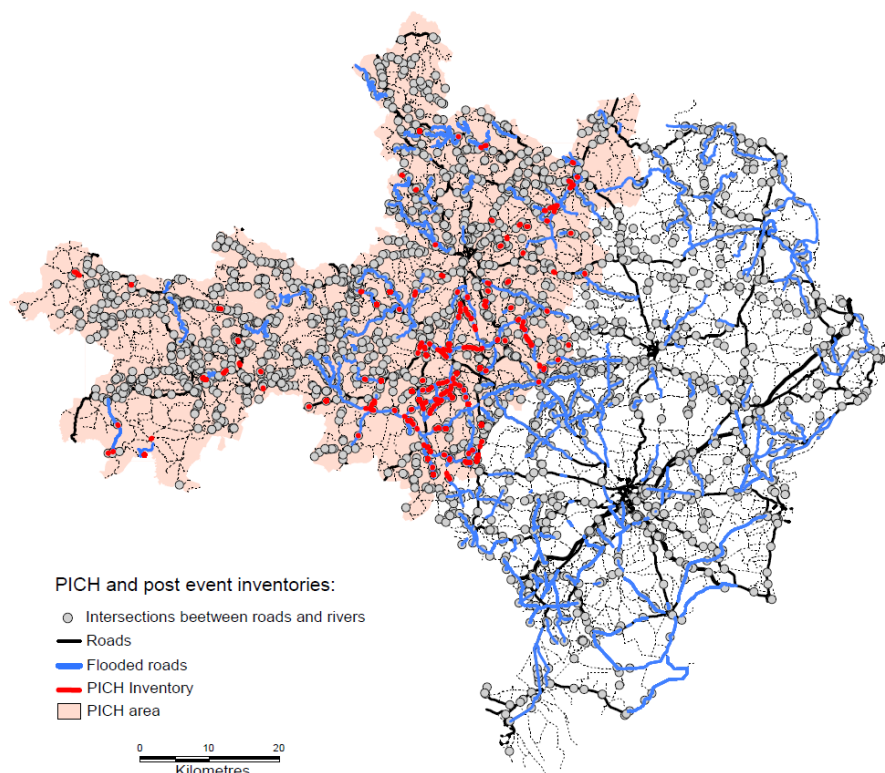 PICH and post event inventories:
Intersections beetween roads and rivers
Roads
Flooded roads
PICH Inventory
PICH area
0 10 20
Kilometres